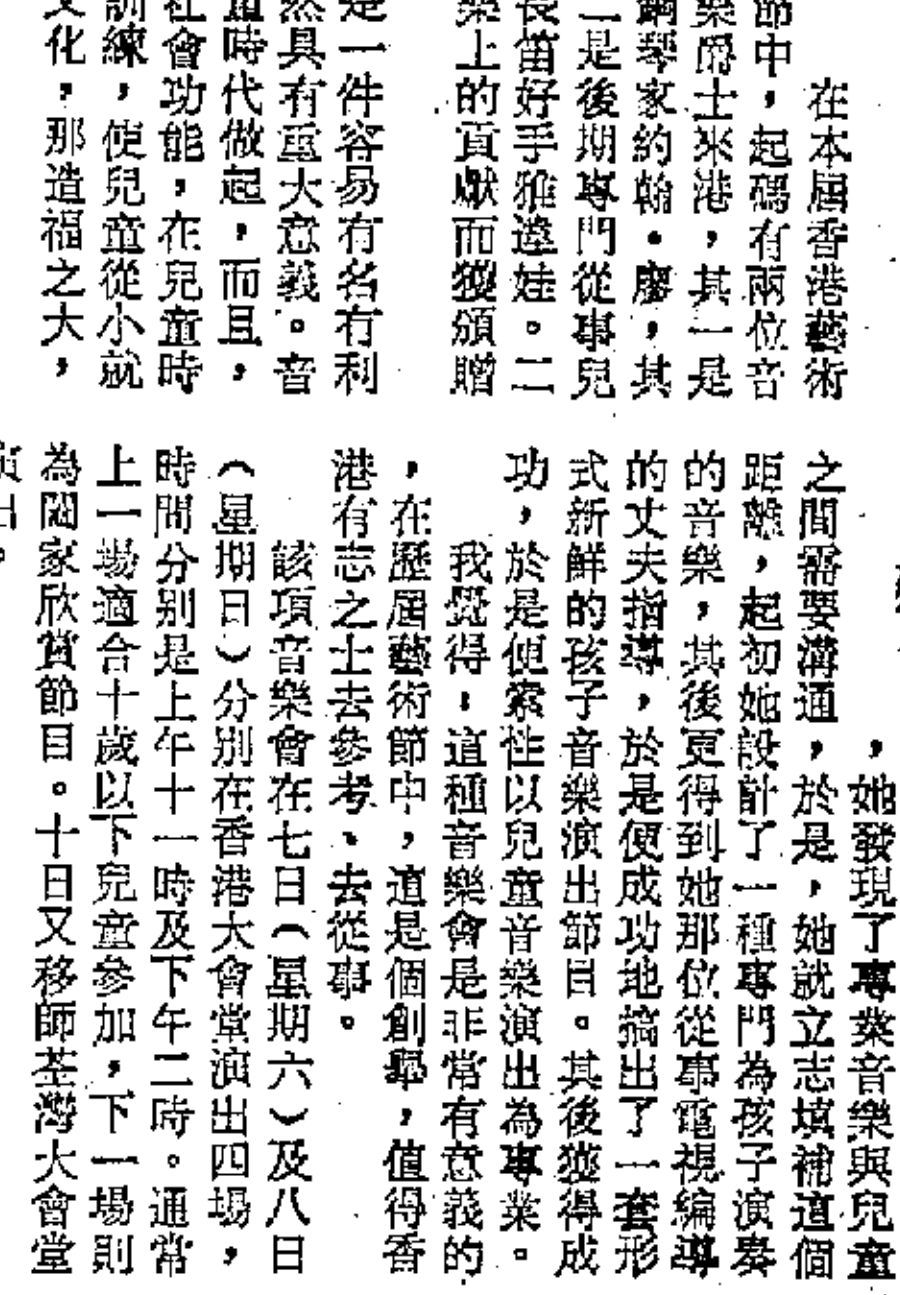 在本屆香港藝術
節中，起碼有兩位音
樂爵士來港，其一是
鋼琴家約翰•廖，其
二是後期專門從事兒
長笛好手雅邊娃。二
樂上的貢獻而獲頒贈
是一件容易有名有利
然具有重大意義。音
童時代做起，而且，
社會功能，在兒童時
訓練，使兒童從小就
文化，那造福之大，
，她發現了專業音樂與兒童
之間需要溝通，於是，她就立志填補這個
距離，起初她設計了一種專門為孩子演奏
的音樂，其後更得到她那位從事電視編導
的丈夫指導，於是便成功地搞出了一套形
式新鮮的孩子音樂演出節目。其後獲得成
功，於是便索性以兒童音樂演出為專業。
我覺得，這種音樂會是非常有意義的
，在歷屆藝術節中，這是個創舉，值得香
港有志之士去參考、去從事。
該項音樂會在七日（星期六）及八日
（星期日）分別在香港大會堂演出四場，
時間分別是上午十一時及下午二時。通常
上一場適合十歲以下兒童參加，下一場則
為闔家欣賞節目。十日又移師荃灣大會堂
演出。